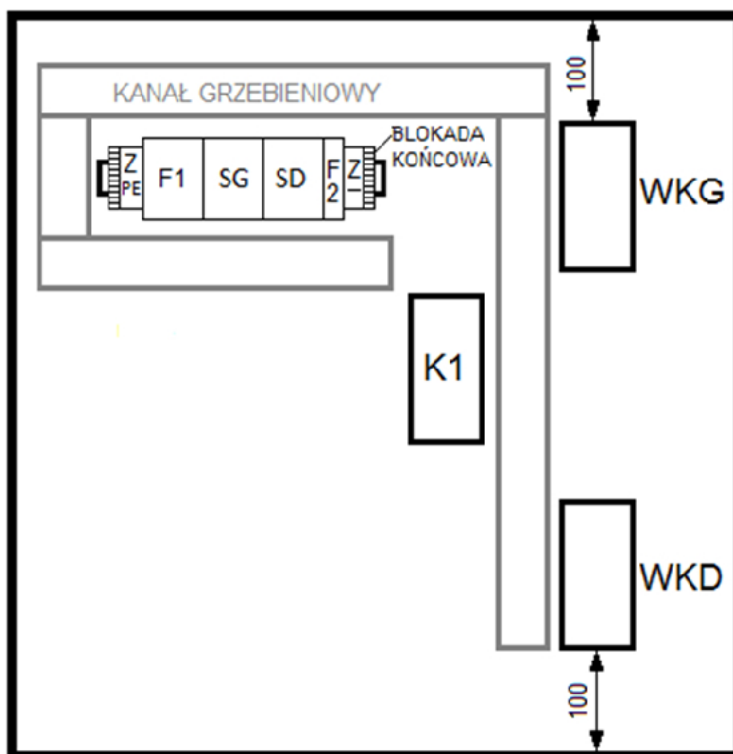 100
KANAŁ GRZEBIENIOWY
BLOKADA
KOŃCOWA
Z
PE
F1
SG
SD
F
2
Z
WKG
K1
WKD
100